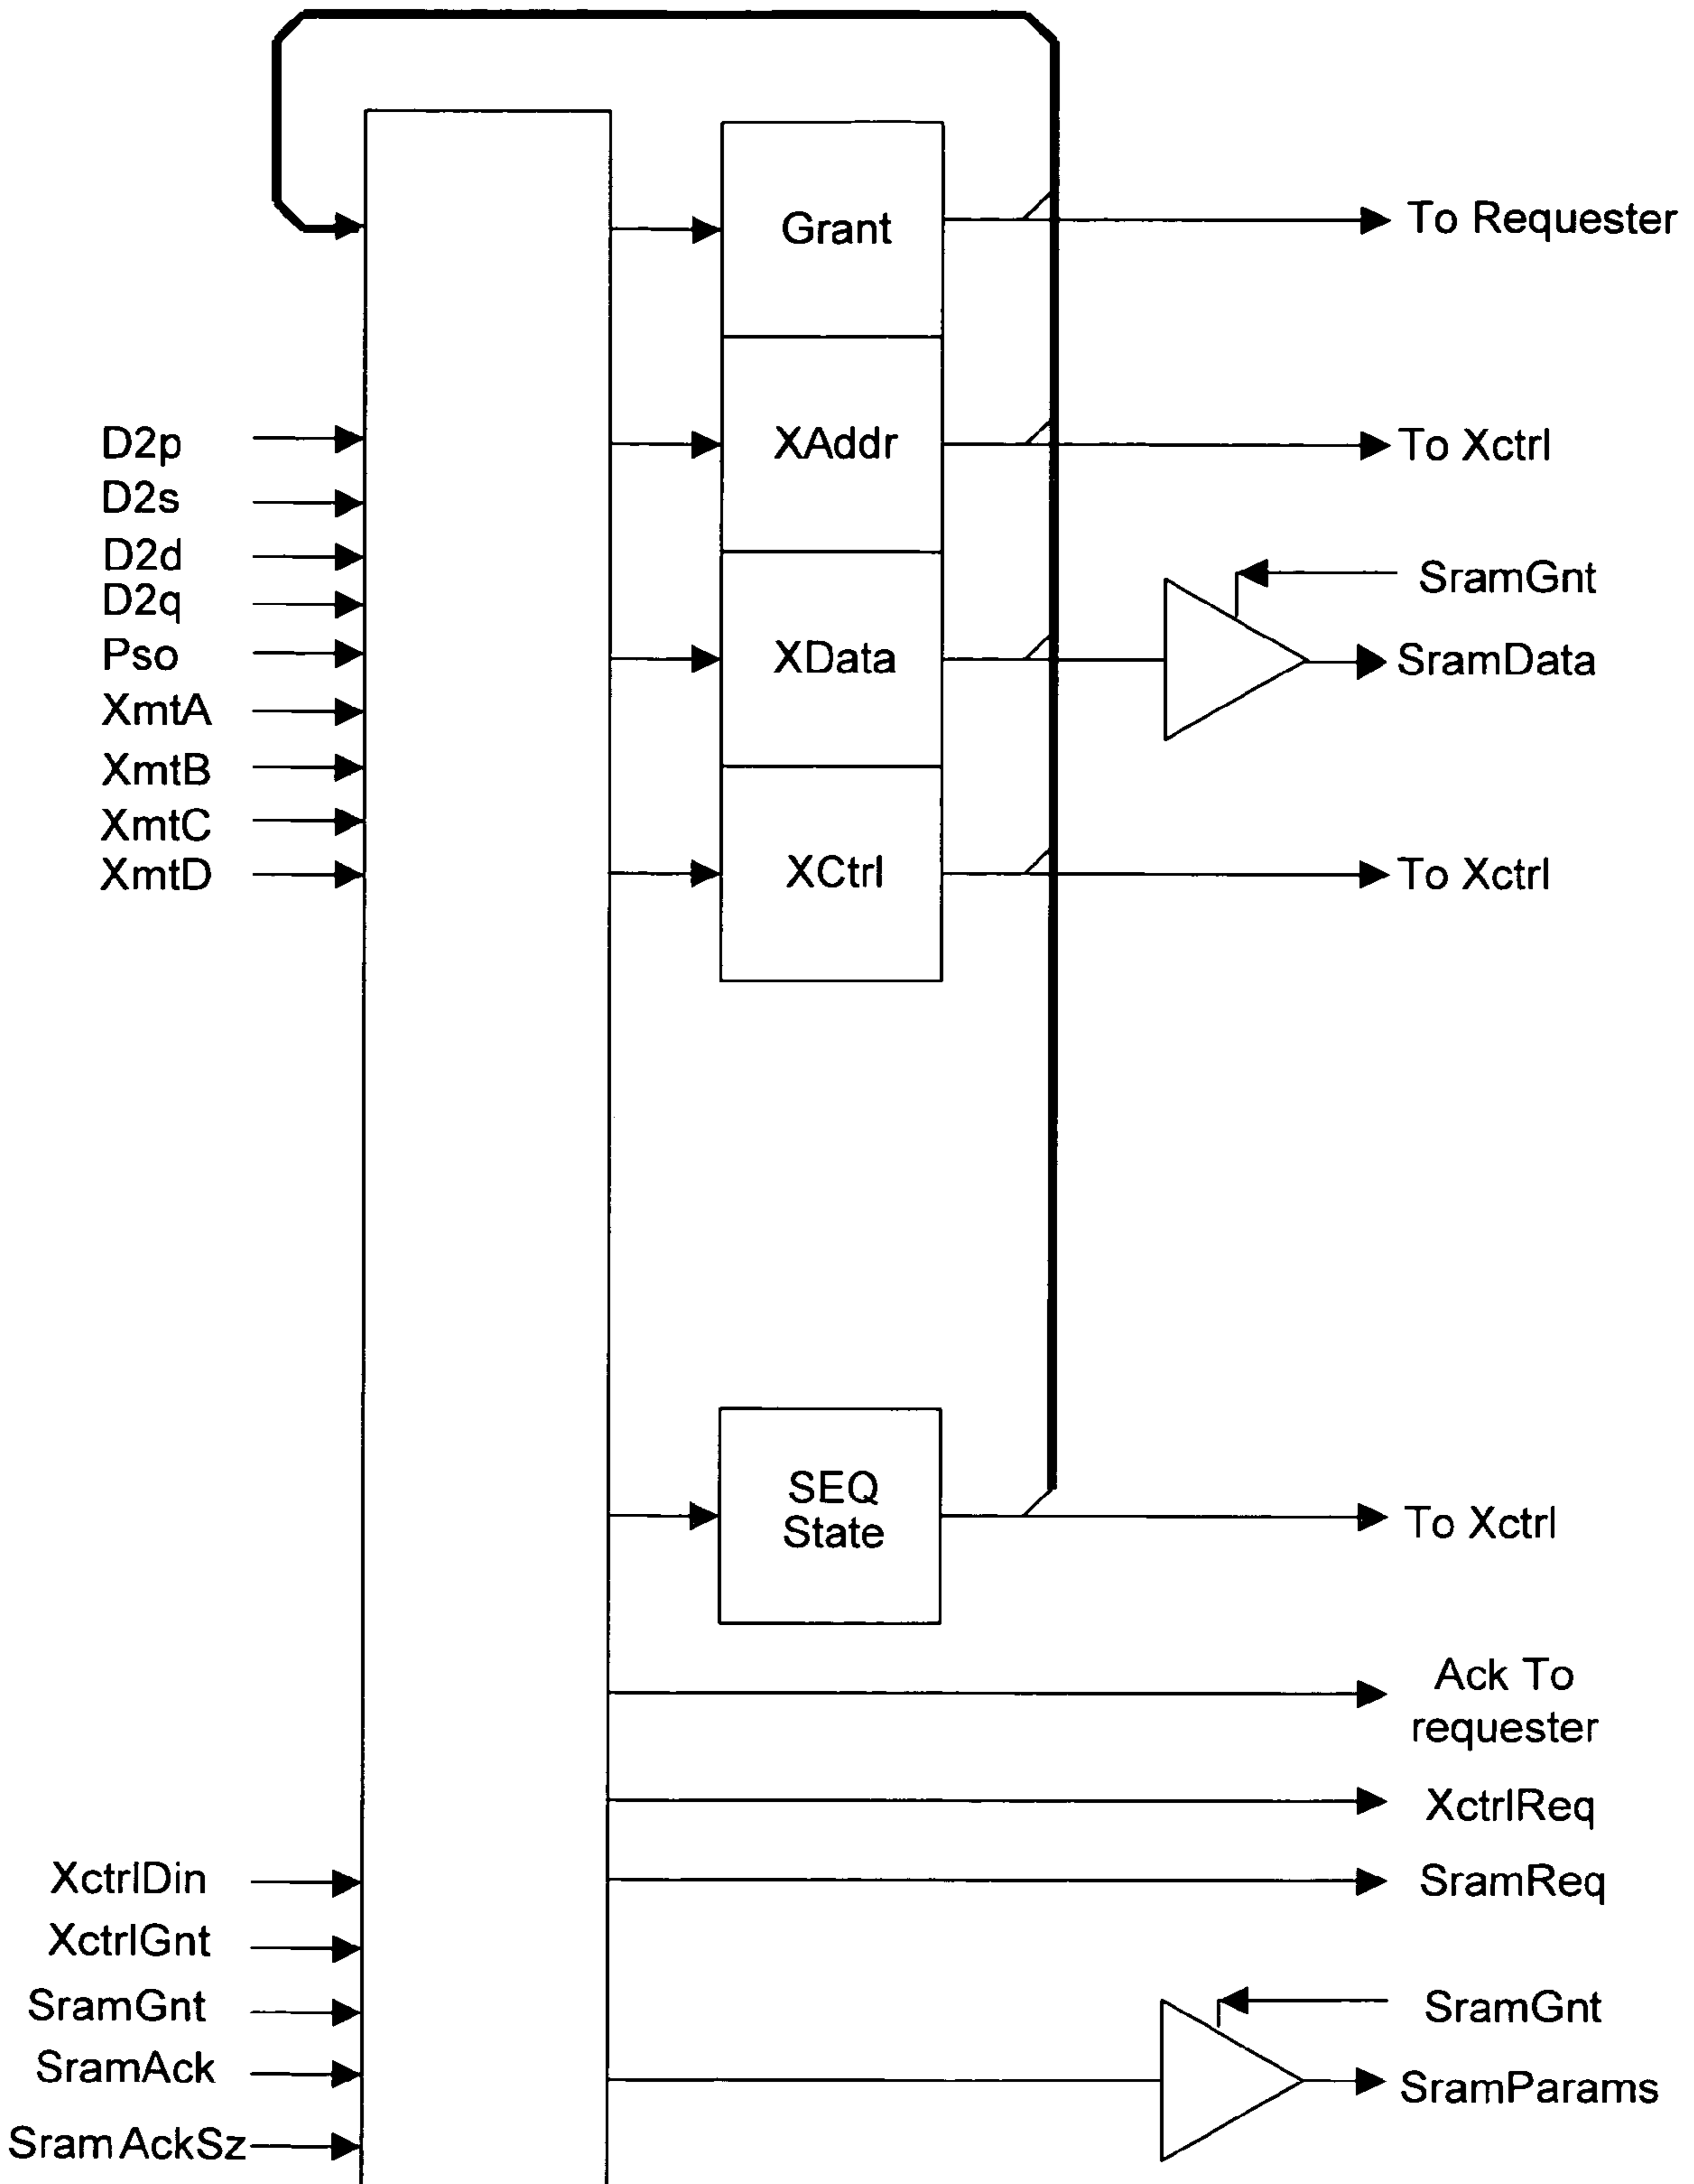 Grant
To Requester
D2p
XAddr
To Xctrl
D2s
D2d
SramGnt
D2q
Pso
XData
SramData
XmtA
XmtB
XmtC
XmtD
XCtrl
To Xctrl
SEQ
State
To Xctrl
Ack To
requester
XctrlReq
XctrlDin
SramReq
XctrlGnt
SramGnt
SramGnt
SramAck
SramParams
SramAckSz